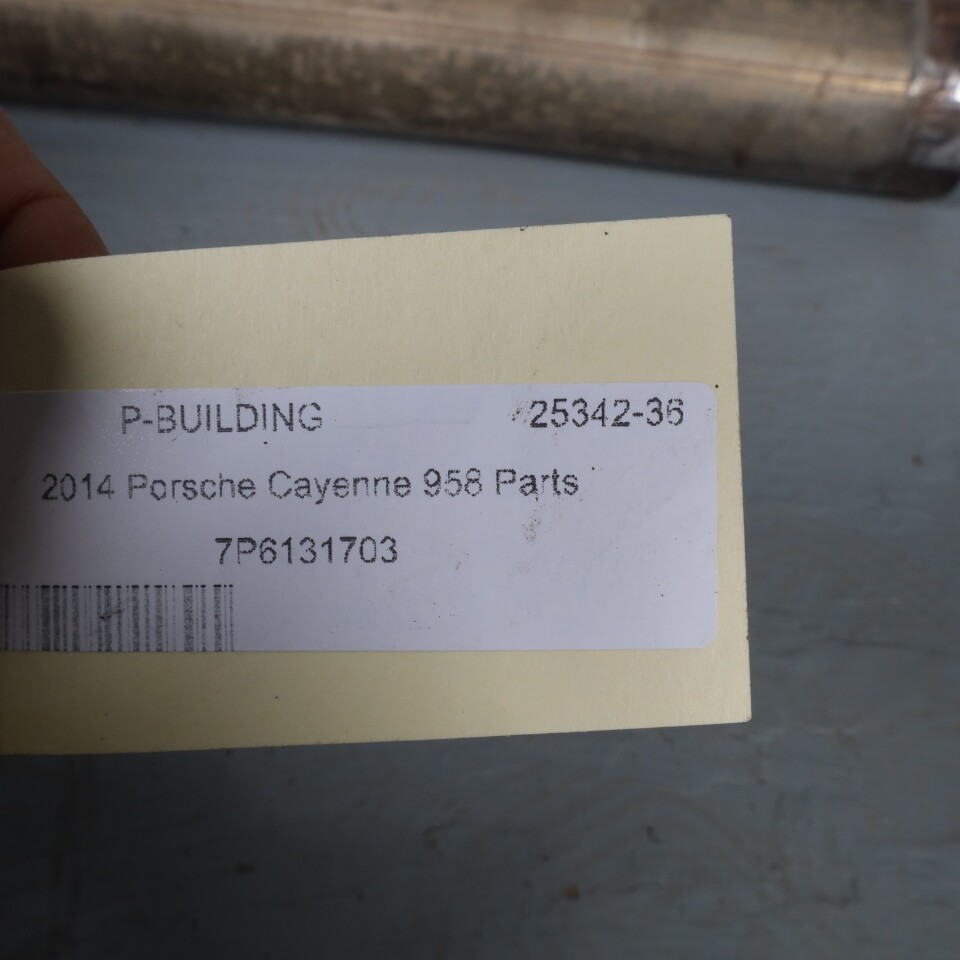 P-BUILDING 25342-36
2014 Porsche Cayenne 958 Parts
7P6131703